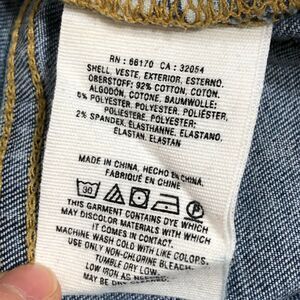 RN : 66170 CA : 32054
SHELL, VESTE, EXTERIOR, ESTERNO,
OBERSTOFF: 92% COTTON, COTON,
ALGODÓN, COTONE, BAUMWOLLE;
6% POLYESTER, POLYESTER, POLIÉSTER,
POLIESTERE, POLYESTER;
2% SPANDEX, ÉLASTHANNE, ELASTANO,
ELASTAN, ELASTAN
MADE IN CHINA, HECHO EN CHINA,
FABRIQUÉ EN CHINE
30
THIS GARMENT CONTAINS DYE WHICH
MAY DISCOLOR MATERIALS WITH WHICH
IT COMES IN CONTACT.
MACHINE WASH COLD WITH LIKE COLORS.
USE ONLY NON-CHLORINE BLEACH.
TUMBLE DRY LOW.
LOW IRON AS NEEDED.
MAY